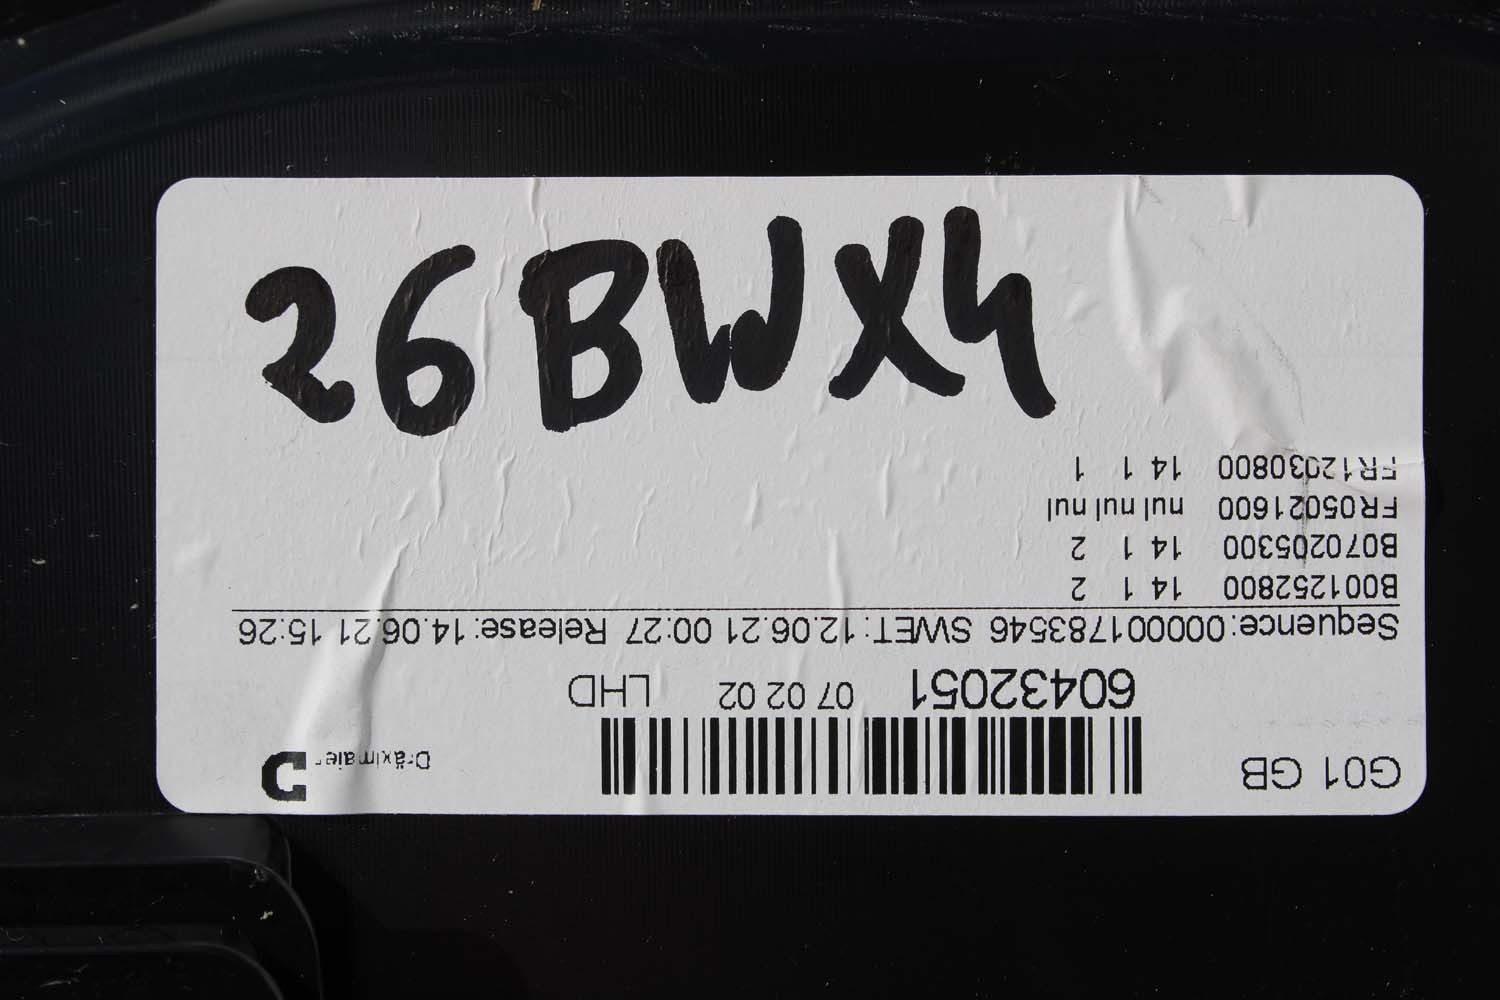 26BWX4
G01 GB
Dräxlmaier
60432051 07 02 02 LHD
Sequence:000001783546 SWET:12.06.21 00:27 Release:14.06.21 15:26
B001252800 14 1 2
B070205300 14 1 2
FR05021600 nul nul nul
FR12030800 14 1 1